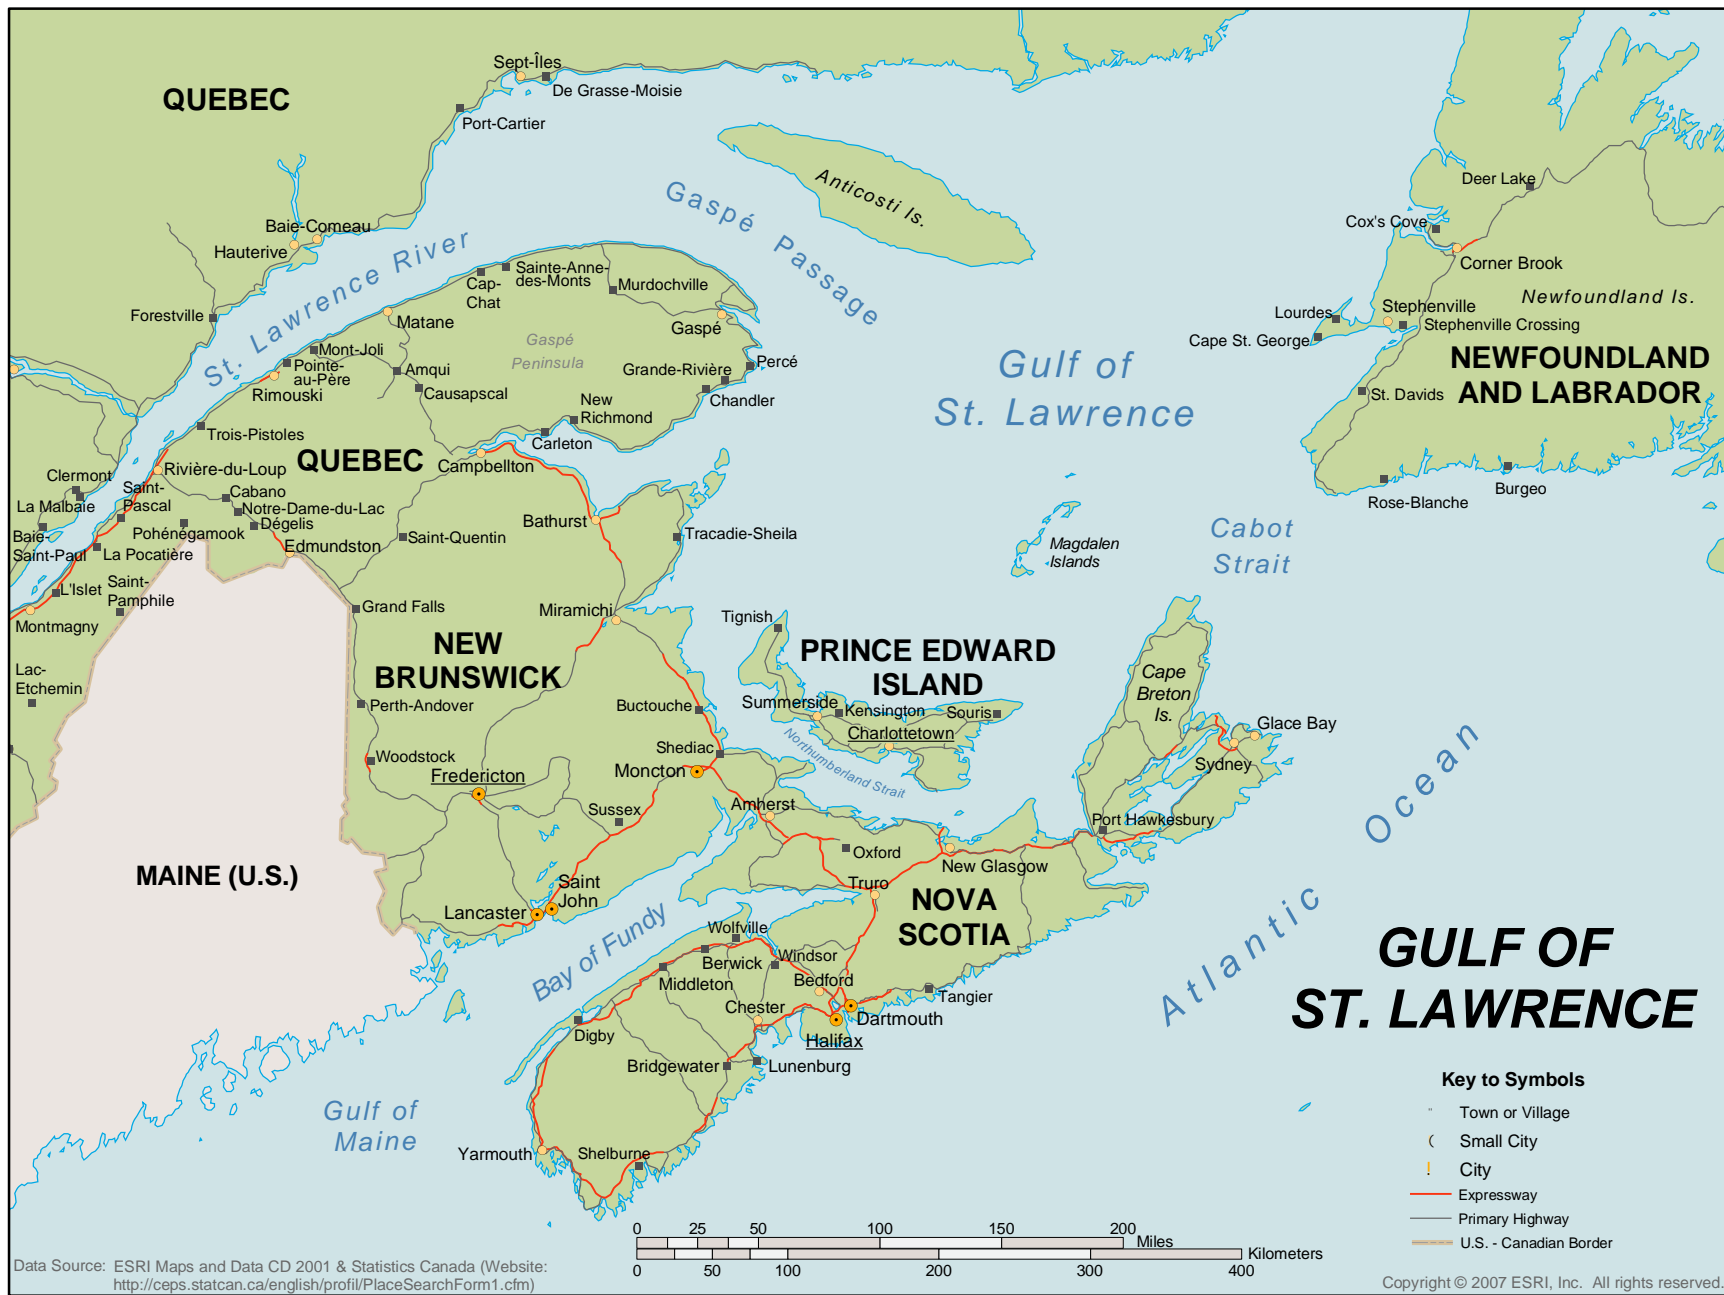 Sept-Îles
De Grasse-Moisie
QUEBEC
Port-Cartier
Anticosti Is.
Gaspé Passage
Deer Lake
Cox's Cove
Corner Brook
Newfoundland Is.
Baie-Comeau
Hauterive
St. Lawrence River
Sainte-Anne-
des-Monts
Cap-
Chat
Murdochville
Forestville
Matane
Gaspé
Gaspé
Peninsula
Lourdes
Stephenville
Stephenville Crossing
Cape St. George
NEWFOUNDLAND
AND LABRADOR
St. Davids
Mont-Joli
Pointe-
au-Père
Rimouski
Amqui
Causapscal
Percé
Grande-Rivière
Chandler
New
Richmond
Carleton
Gulf of
St. Lawrence
Trois-Pistoles
QUEBEC
Campbellton
Rivière-du-Loup
Clermont
La Malbaie
Saint-
Pascal
Cabano
Notre-Dame-du-Lac
Dégelis
Pohénégamook
Baie-
Saint-Paul
La Pocatière
Edmundston
Saint-Quentin
Bathurst
Tracadie-Sheila
Rose-Blanche
Burgeo
Cabot
Strait
Magdalen
Islands
L'Islet
Saint-
Pamphile
Montmagny
Grand Falls
Miramichi
Tignish
NEW
BRUNSWICK
PRINCE EDWARD
ISLAND
Cape
Breton
Is.
Lac-
Etchemin
Perth-Andover
Buctouche
Summerside
Kensington
Souris
Charlottetown
Glace Bay
Sydney
Northumberland Strait
Shediac
Woodstock
Fredericton
Moncton
Sussex
Amherst
Port Hawkesbury
Atlantic Ocean
MAINE (U.S.)
Oxford
New Glasgow
Truro
Saint
John
Lancaster
NOVA
SCOTIA
Bay of Fundy
Wolfville
Berwick
Windsor
Middleton
Bedford
Tangier
Chester
Dartmouth
Halifax
Digby
Bridgewater
Lunenburg
GULF OF
ST. LAWRENCE
Gulf of
Maine
Yarmouth
Shelburne
Key to Symbols
Town or Village
Small City
City
Expressway
Primary Highway
U.S. - Canadian Border
0 25 50 100 150 200
Miles
Kilometers
0 50 100 200 300 400
Data Source: ESRI Maps and Data CD 2001 & Statistics Canada (Website:
http://ceps.statcan.ca/english/profil/PlaceSearchForm1.cfm)
Copyright © 2007 ESRI, Inc. All rights reserved.